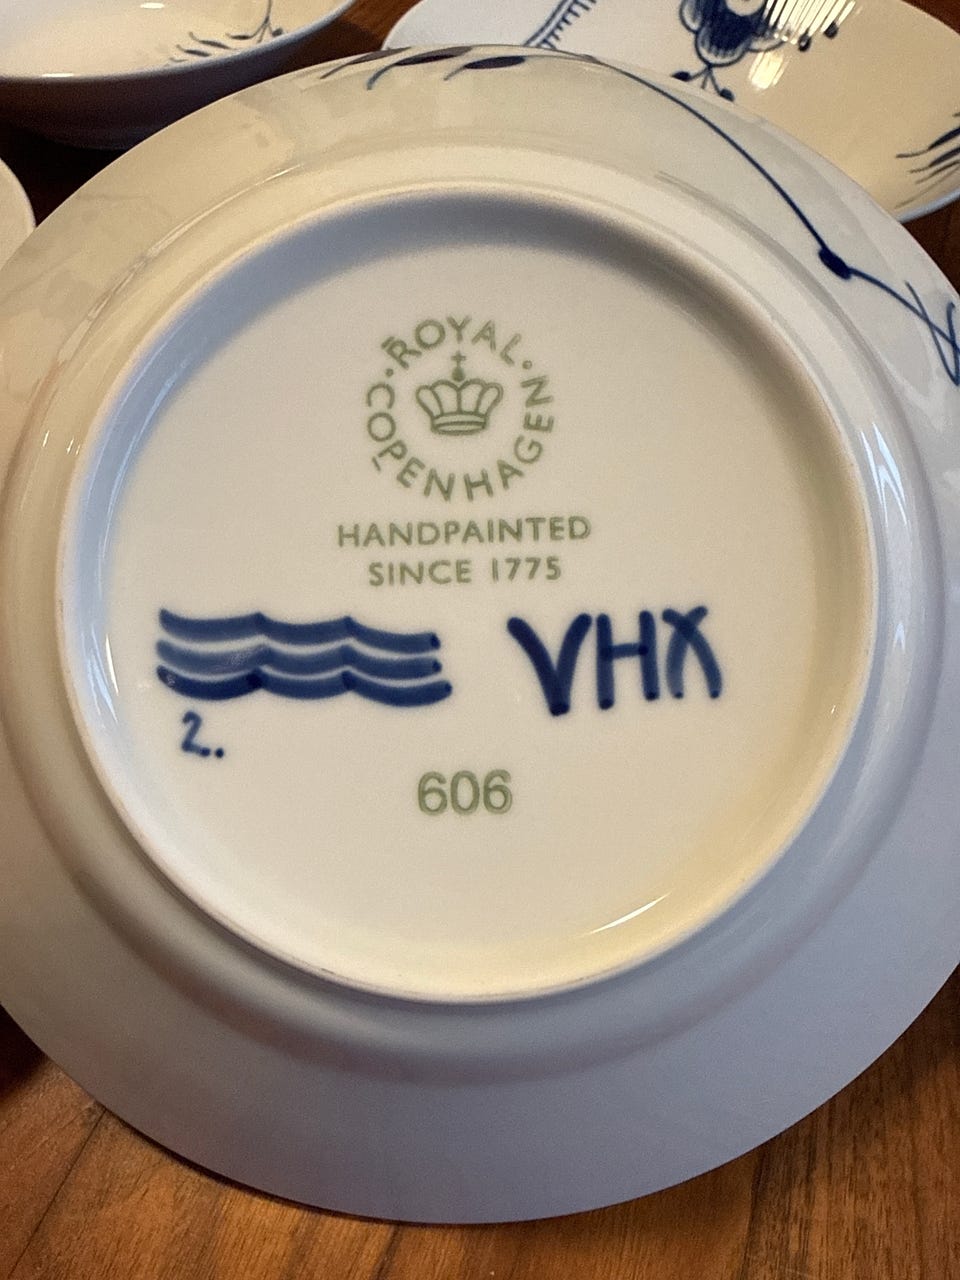 ROYAL · COPENHAGEN ·
HANDPAINTED
SINCE 1775
VHX
2..
606